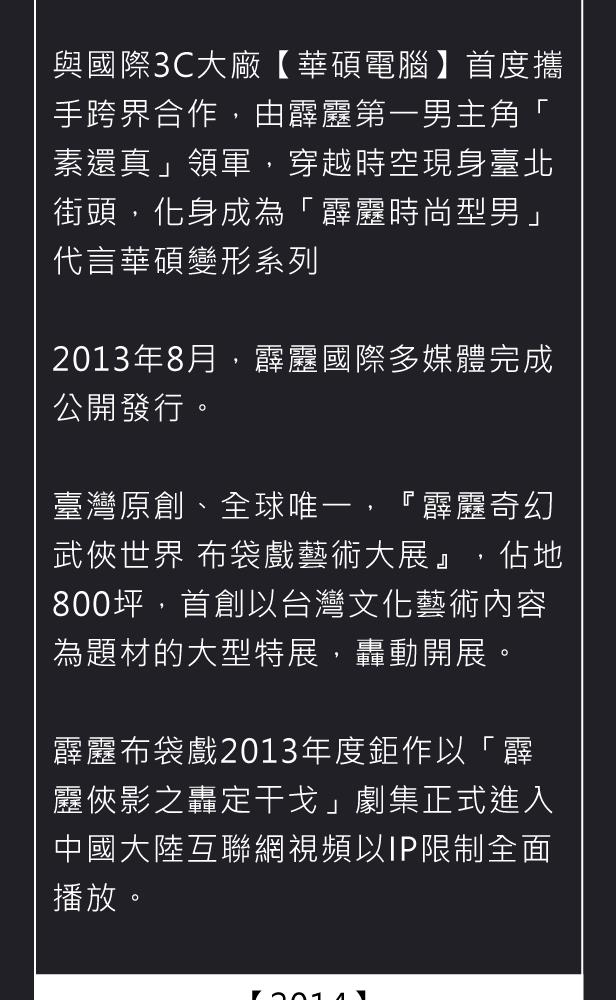 與國際3C大廠【華碩電腦】首度攜
手跨界合作，由霹靂第一男主角「
素還真」領軍，穿越時空現身臺北
街頭，化身成為「霹靂時尚型男」
代言華碩變形系列
2013年8月，霹靂國際多媒體完成
公開發行。
臺灣原創、全球唯一，『霹靂奇幻
武俠世界 布袋戲藝術大展』，佔地
800坪，首創以台灣文化藝術內容
為題材的大型特展，轟動開展。
霹靂布袋戲2013年度鉅作以「霹
靂俠影之轟定干戈」劇集正式進入
中國大陸互聯網視頻以IP限制全面
播放。
【2014】